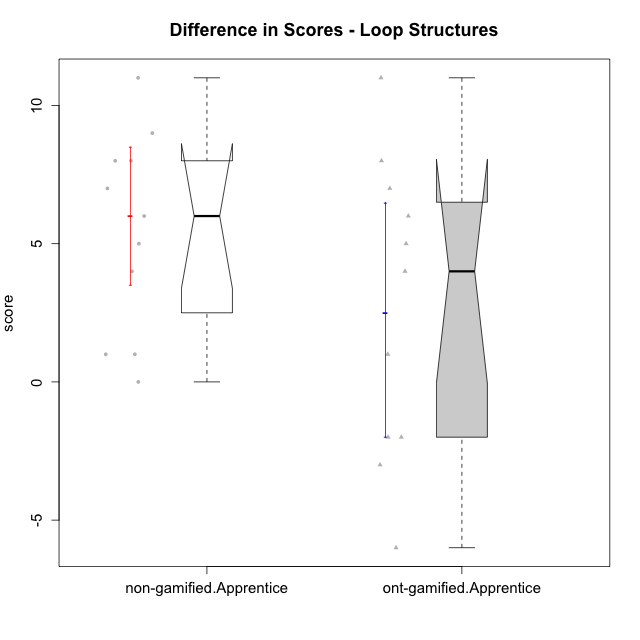 Difference in Scores - Loop Structures
score
10
5
0
-5
non-gamified.Apprentice
ont-gamified.Apprentice